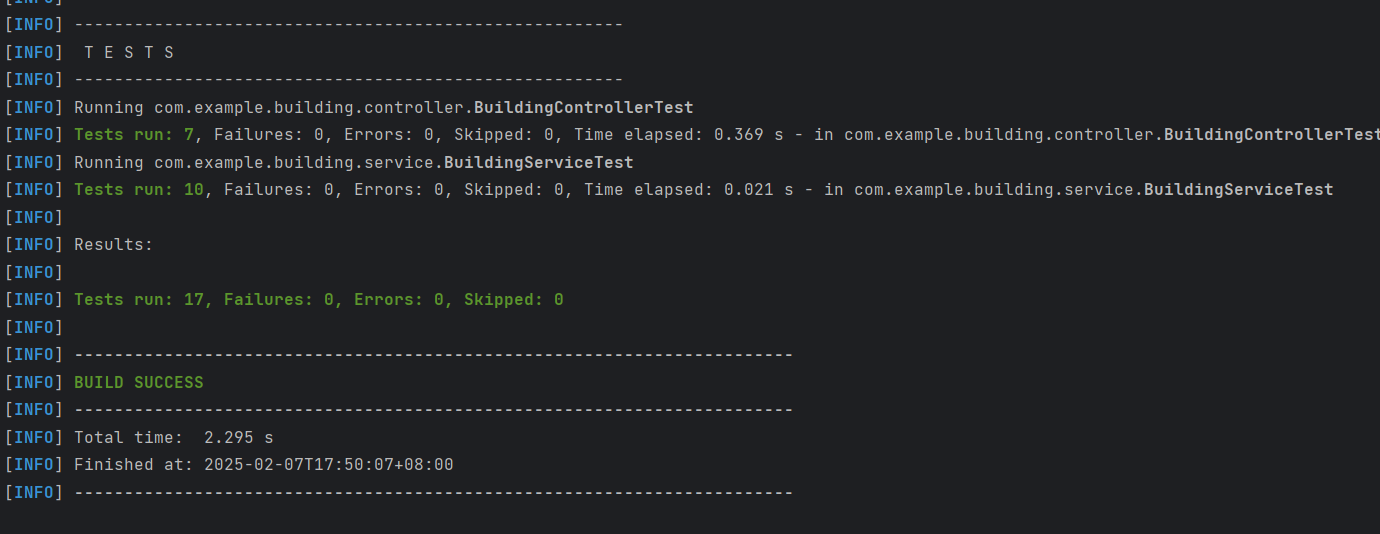 [INFO] -------------------------------------------------------
[INFO]  T E S T S
[INFO] -------------------------------------------------------
[INFO] Running com.example.building.controller.BuildingControllerTest
[INFO] Tests run: 7, Failures: 0, Errors: 0, Skipped: 0, Time elapsed: 0.369 s - in com.example.building.controller.BuildingControllerTest
[INFO] Running com.example.building.service.BuildingServiceTest
[INFO] Tests run: 10, Failures: 0, Errors: 0, Skipped: 0, Time elapsed: 0.021 s - in com.example.building.service.BuildingServiceTest
[INFO]
[INFO] Results:
[INFO]
[INFO] Tests run: 17, Failures: 0, Errors: 0, Skipped: 0
[INFO]
[INFO] ------------------------------------------------------------------------
[INFO] BUILD SUCCESS
[INFO] ------------------------------------------------------------------------
[INFO] Total time:  2.295 s
[INFO] Finished at: 2025-02-07T17:50:07+08:00
[INFO] ------------------------------------------------------------------------